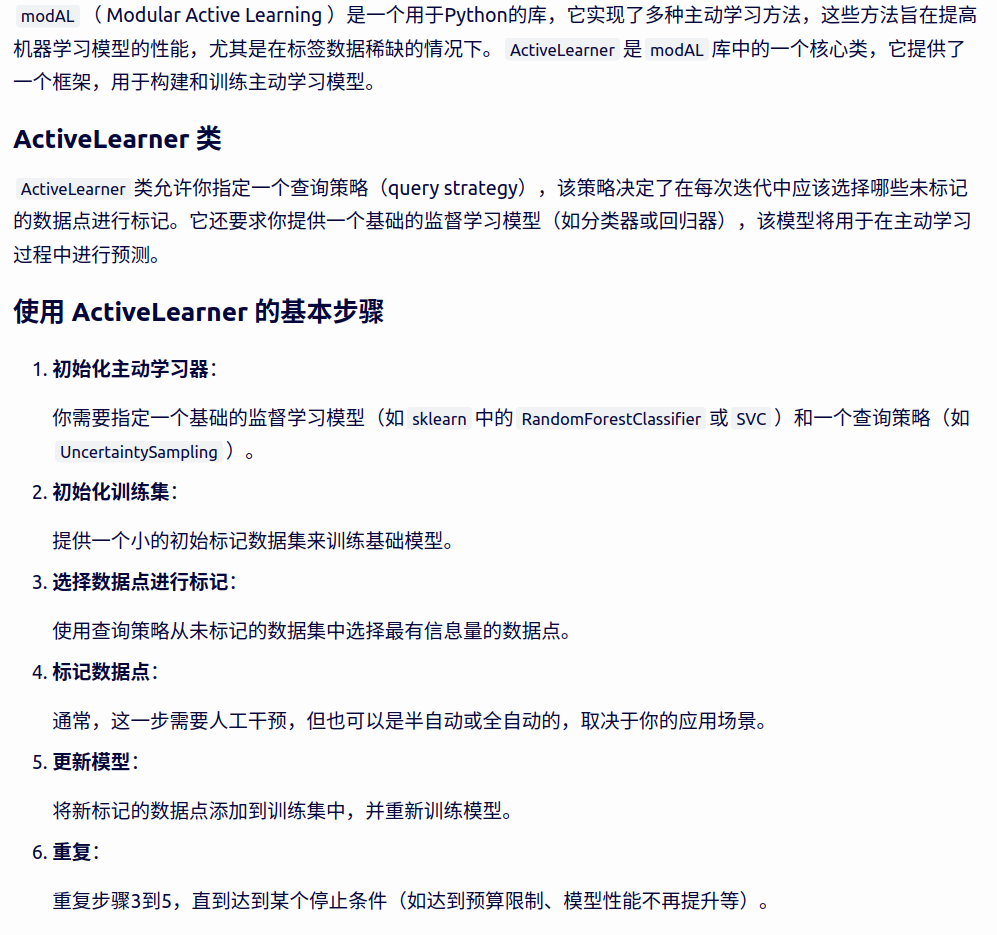 modAL （ Modular Active Learning ）是一个用于Python的库，它实现了多种主动学习方法，这些方法旨在提高
机器学习模型的性能，尤其是在标签数据稀缺的情况下。 ActiveLearner 是 modAL 库中的一个核心类，它提供了
一个框架，用于构建和训练主动学习模型。
ActiveLearner 类
ActiveLearner 类允许你指定一个查询策略（query strategy），该策略决定了在每次迭代中应该选择哪些未标记
的数据点进行标记。它还要求你提供一个基础的监督学习模型（如分类器或回归器），该模型将用于在主动学习
过程中进行预测。
使用 ActiveLearner 的基本步骤
1. 初始化主动学习器：
你需要指定一个基础的监督学习模型（如 sklearn 中的 RandomForestClassifier 或 SVC ）和一个查询策略（如
UncertaintySampling ）。
2. 初始化训练集：
提供一个小的初始标记数据集来训练基础模型。
3. 选择数据点进行标记：
使用查询策略从未标记的数据集中选择最有信息量的数据点。
4. 标记数据点：
通常，这一步需要人工干预，但也可以是半自动或全自动的，取决于你的应用场景。
5. 更新模型：
将新标记的数据点添加到训练集中，并重新训练模型。
6. 重复：
重复步骤3到5，直到达到某个停止条件（如达到预算限制、模型性能不再提升等）。